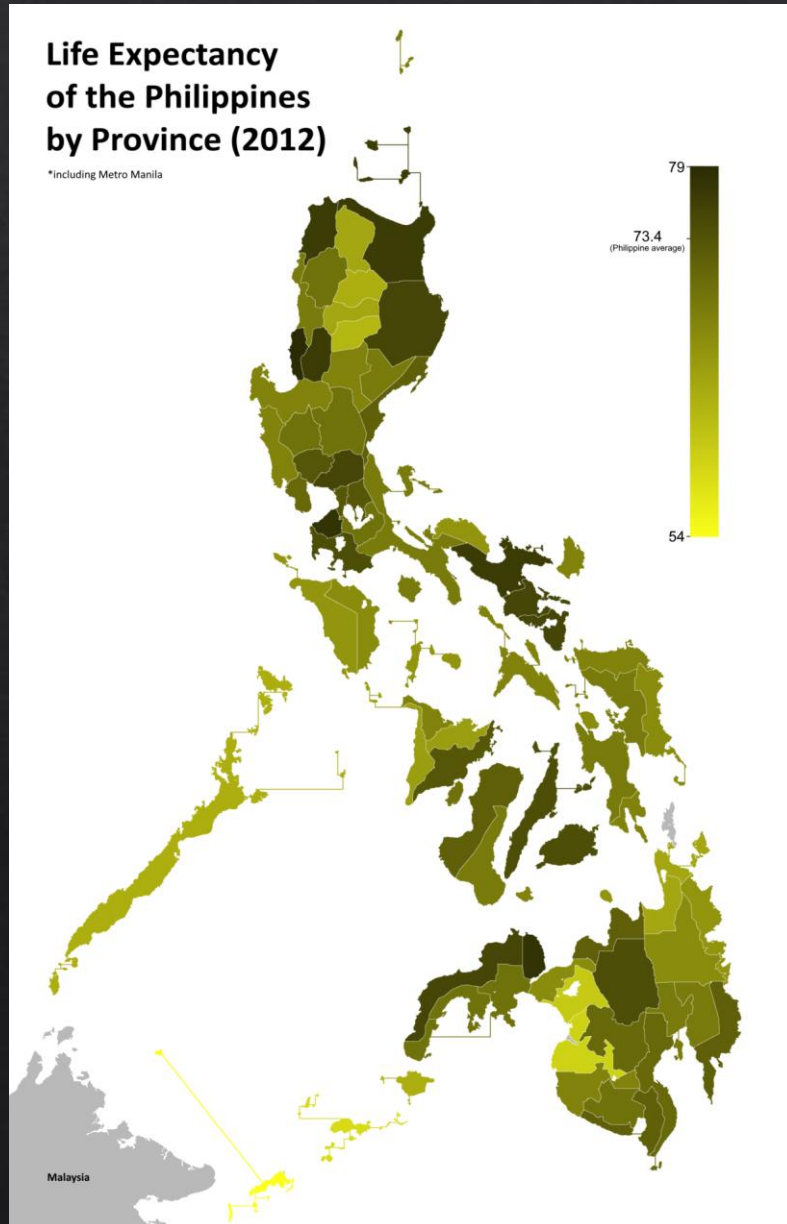 Life Expectancy
of the Philippines
by Province (2012)
*including Metro Manila
79
73.4
(Philippine average)
54
Malaysia